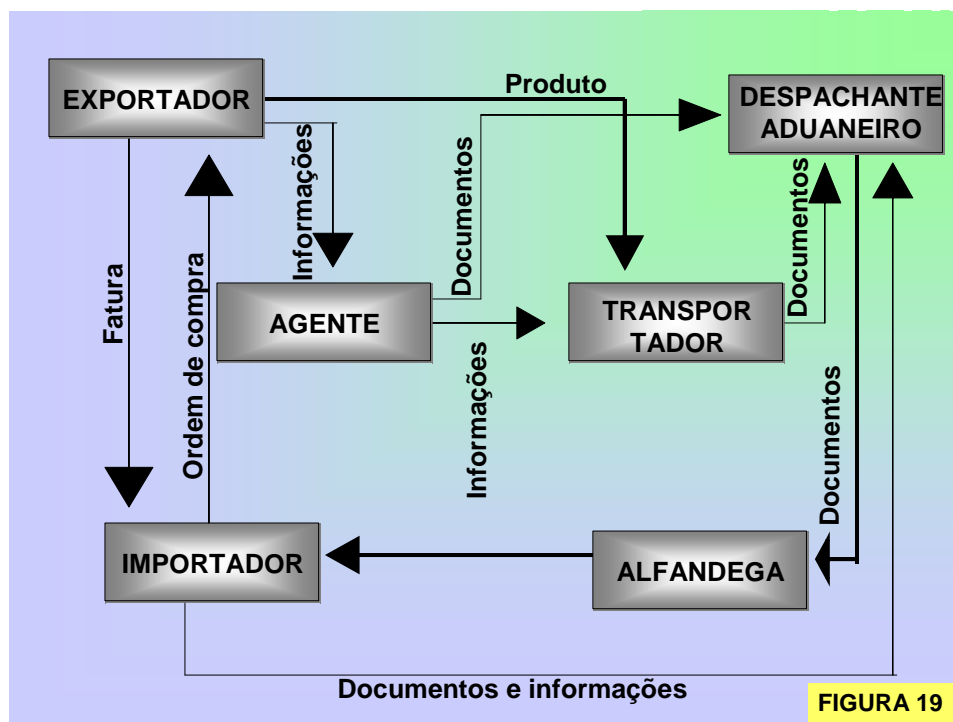 Produto
EXPORTADOR
DESPACHANTE
ADUANEIRO
Informações
Documentos
Documentos
Fatura
Ordem de compra
AGENTE
TRANSPOR
TADOR
Informações
Documentos
IMPORTADOR
ALFANDEGA
Documentos e informações
FIGURA 19